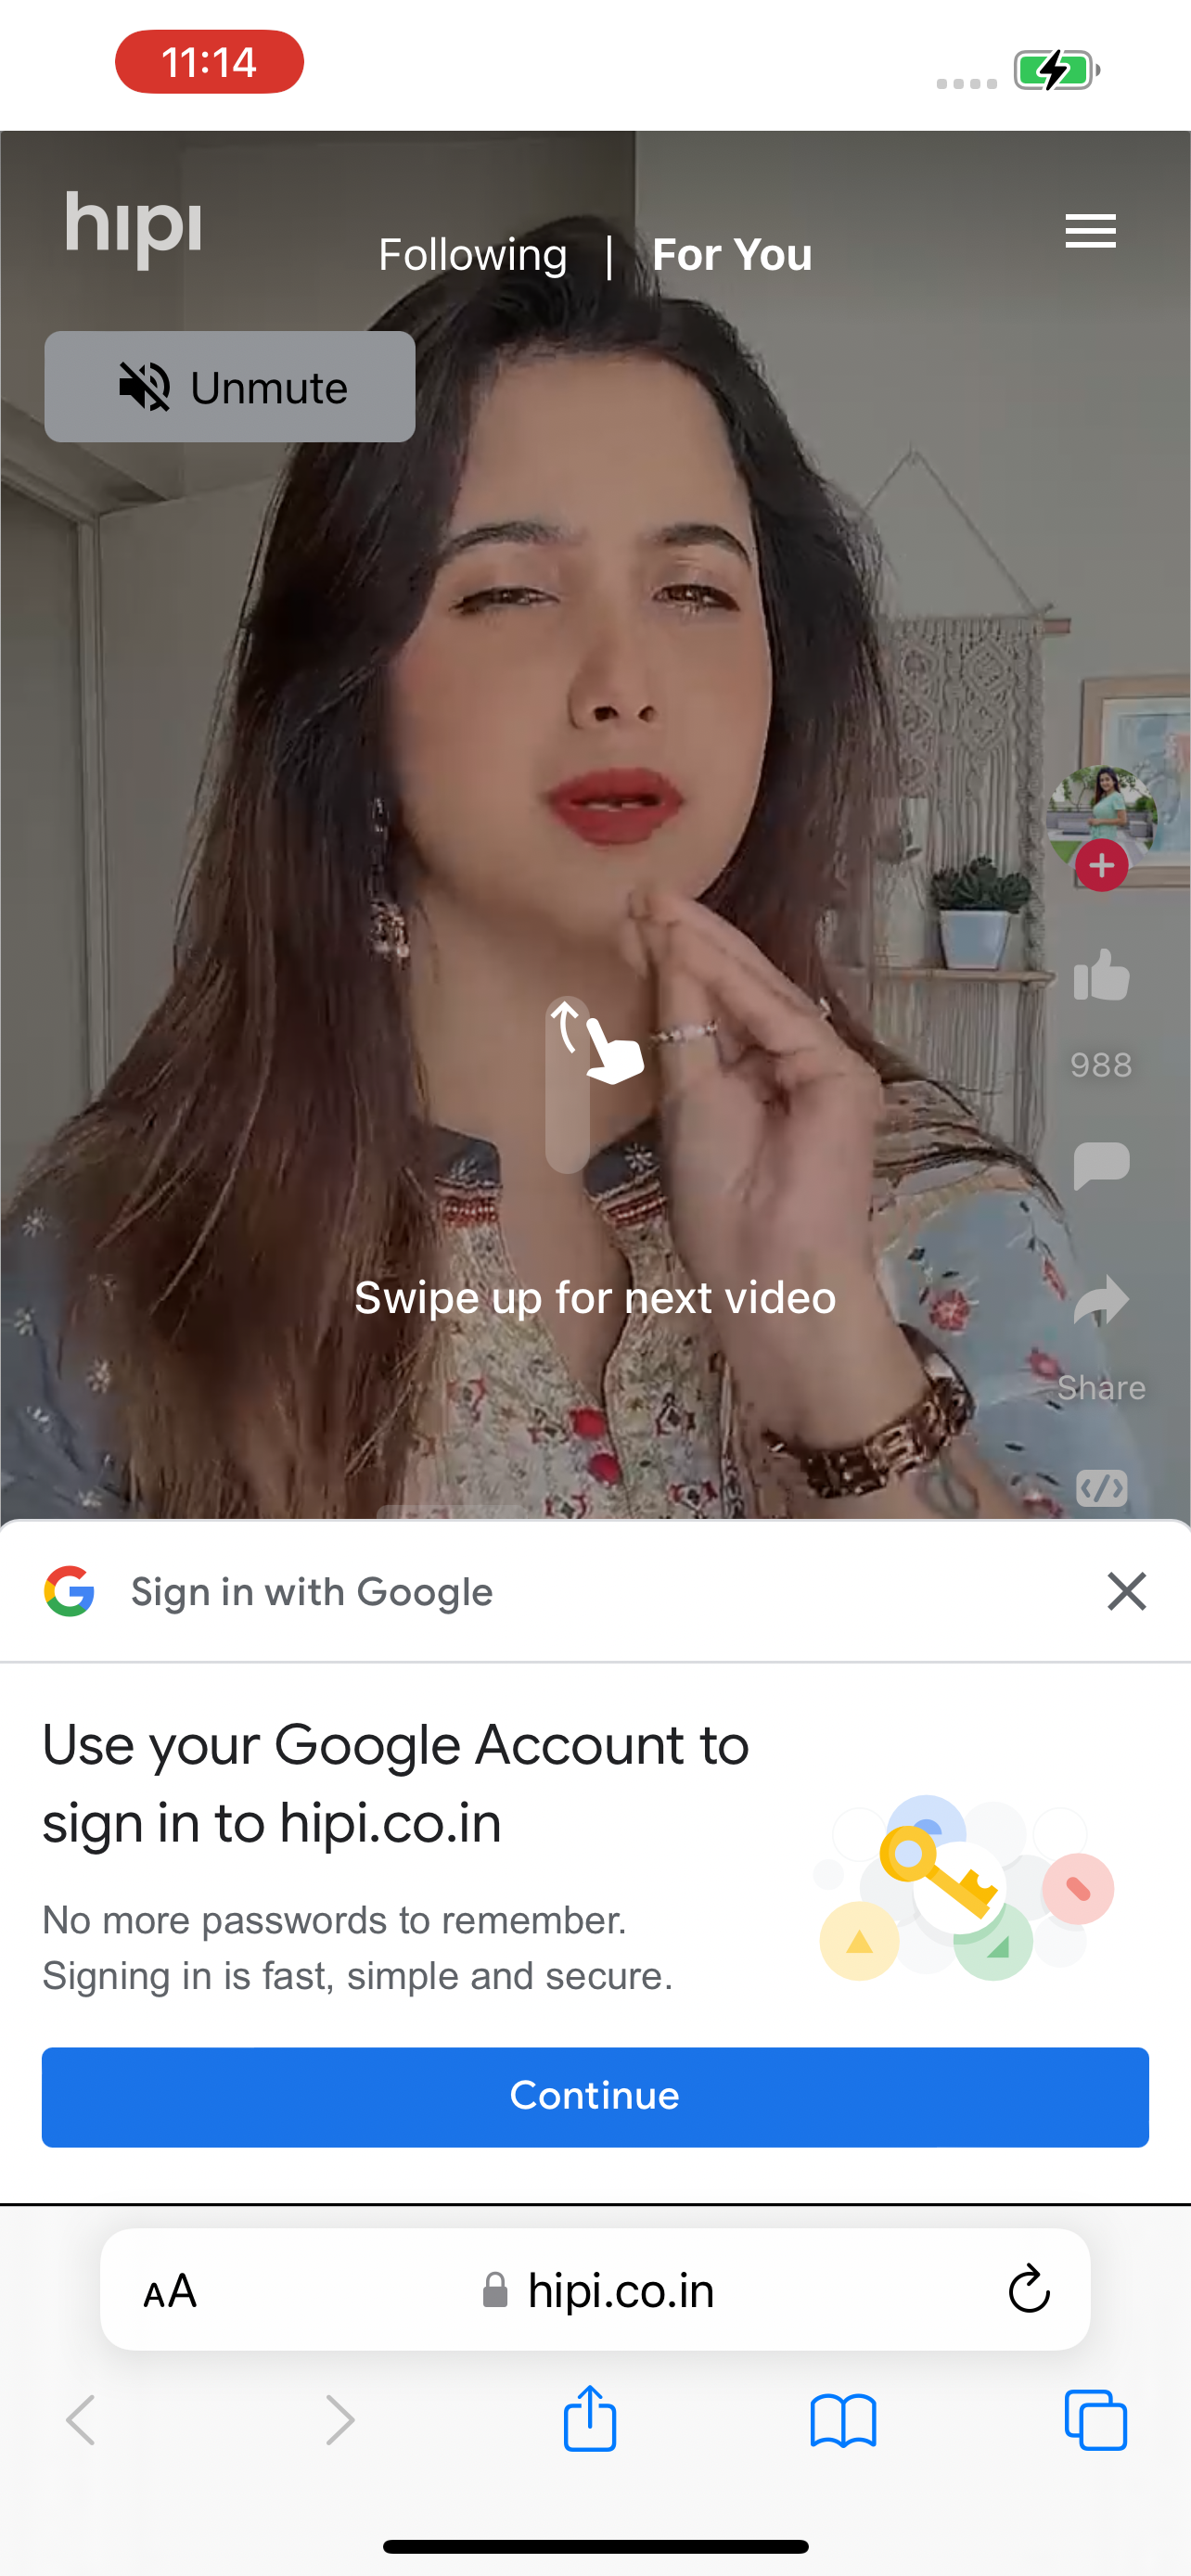 11:14
hipi
Following | For You
Unmute
988
Swipe up for next video
Share
Sign in with Google
Use your Google Account to
sign in to hipi.co.in
No more passwords to remember.
Signing in is fast, simple and secure.
Continue
AA hipi.co.in